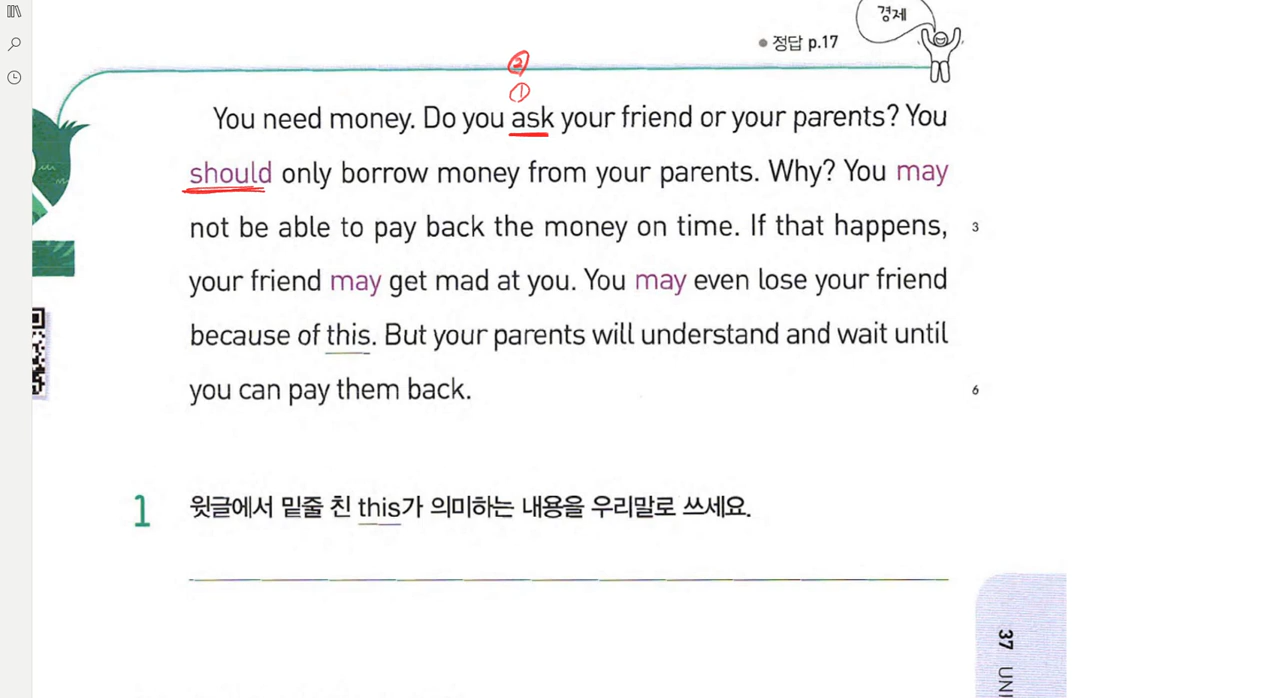 경제
정답 p.17
②
①
You need money. Do you ask your friend or your parents? You
should only borrow money from your parents. Why? You may
not be able to pay back the money on time. If that happens,
3
your friend may get mad at you. You may even lose your friend
because of this. But your parents will understand and wait until
you can pay them back.
6
1 윗글에서 밑줄 친 this가 의미하는 내용을 우리말로 쓰세요.
37 UNI